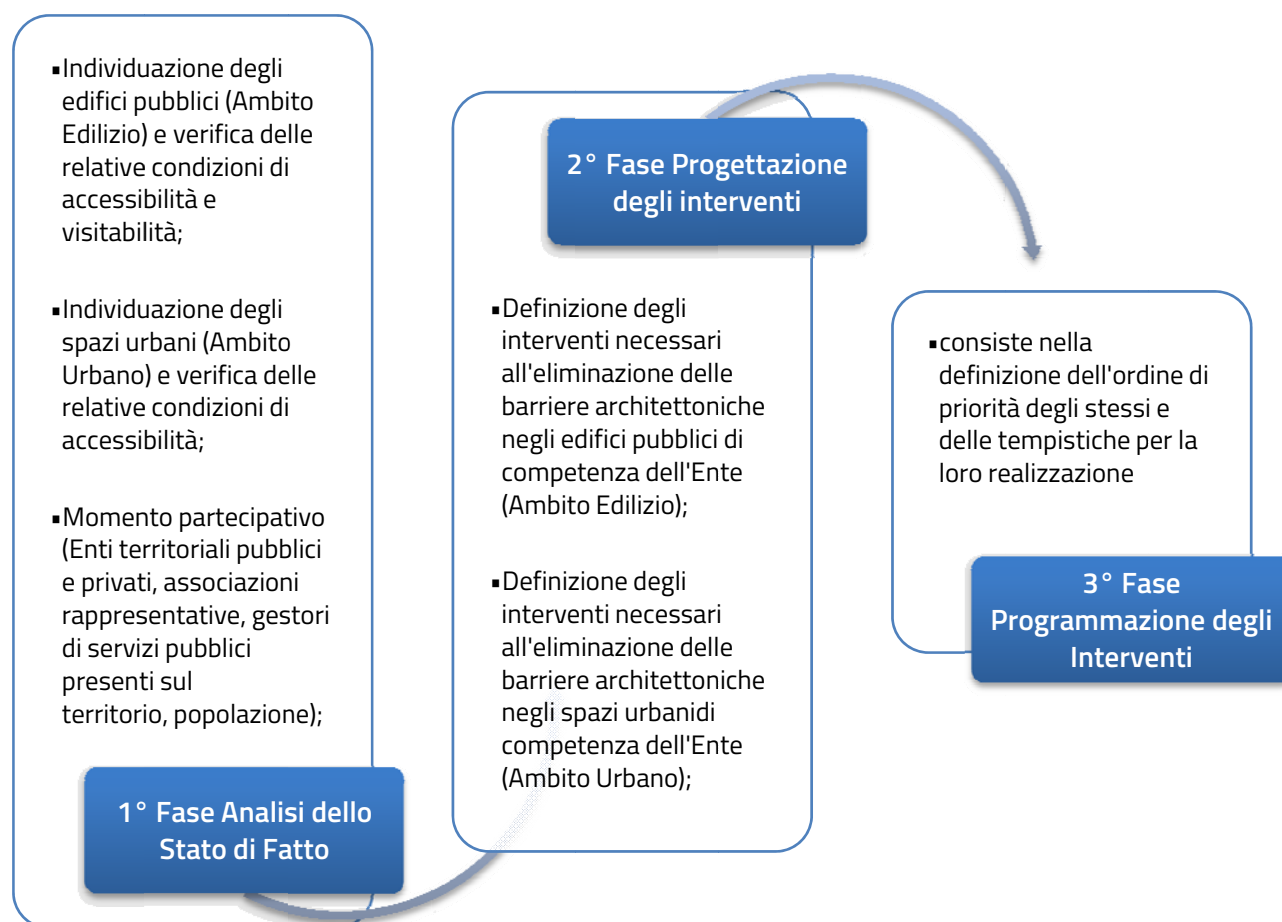 ▪Individuazione degli
edifici pubblici (Ambito
Edilizio) e verifica delle
relative condizioni di
accessibilità e
visitabilità;
▪Individuazione degli
spazi urbani (Ambito
Urbano) e verifica delle
relative condizioni di
accessibilità;
▪Momento partecipativo
(Enti territoriali pubblici
e privati, associazioni
rappresentative, gestori
di servizi pubblici
presenti sul
territorio, popolazione);
1° Fase Analisi dello
Stato di Fatto
2° Fase Progettazione
degli interventi
▪Definizione degli
interventi necessari
all'eliminazione delle
barriere architettoniche
negli edifici pubblici di
competenza dell'Ente
(Ambito Edilizio);
▪Definizione degli
interventi necessari
all'eliminazione delle
barriere architettoniche
negli spazi urbanidi
competenza dell'Ente
(Ambito Urbano);
▪consiste nella
definizione dell'ordine di
priorità degli stessi e
delle tempistiche per la
loro realizzazione
3° Fase
Programmazione degli
Interventi